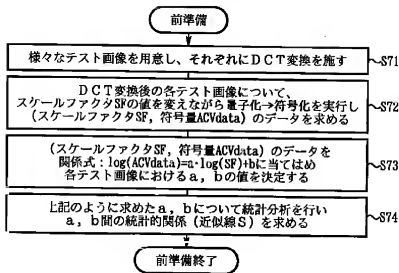 前準備
様々なテスト画像を用意し、それぞれにDCT変換を施す
S71
DCT変換後の各テスト画像について、
スケールファクタSFの値を変えながら量子化→符号化を実行し
(スケールファクタSF, 符号量ACVdata) のデータを求める
S72
(スケールファクタSF, 符号量ACVdata) のデータを
関係式:log(ACVdata)=a·log(SF)+bに当てはめ
各テスト画像におけるa, bの値を決定する
S73
上記のように求めたa, bについて統計分析を行い
a, b間の統計的関係 (近似線S) を求める
S74
前準備終了